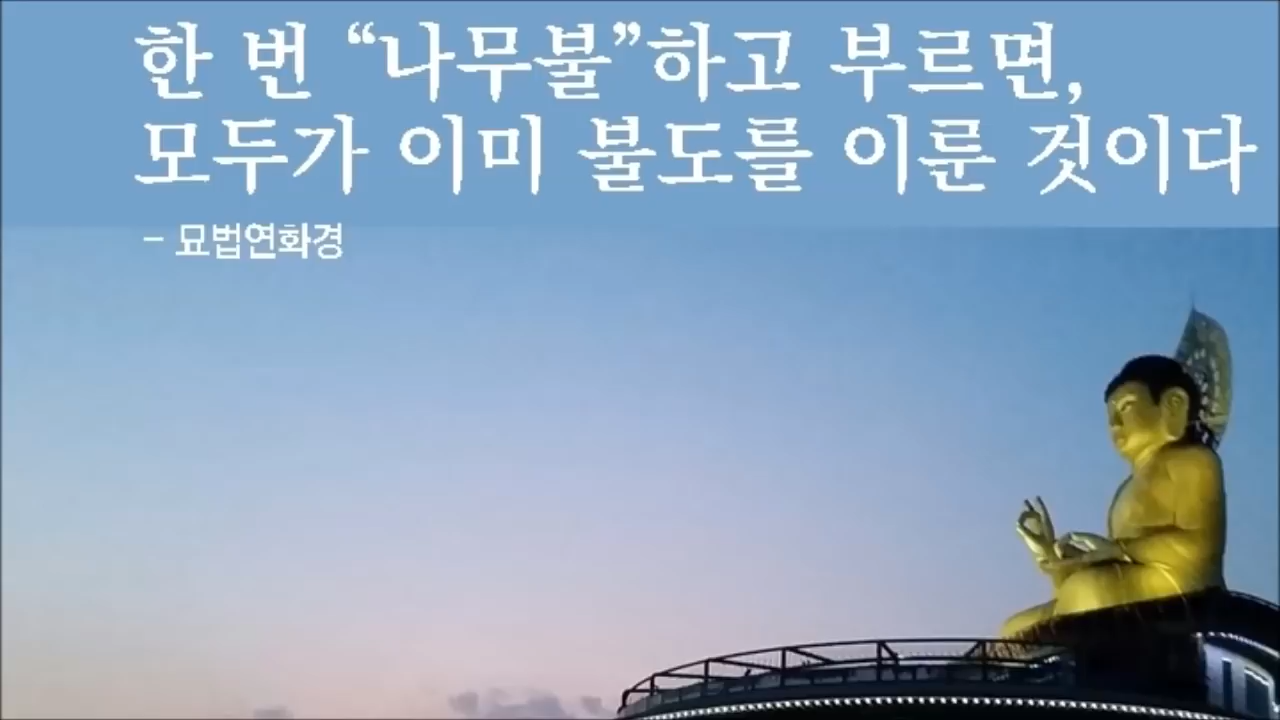 한 번 “나무불”하고 부르면,
모두가 이미 불도를 이룬 것이다
- 묘법연화경